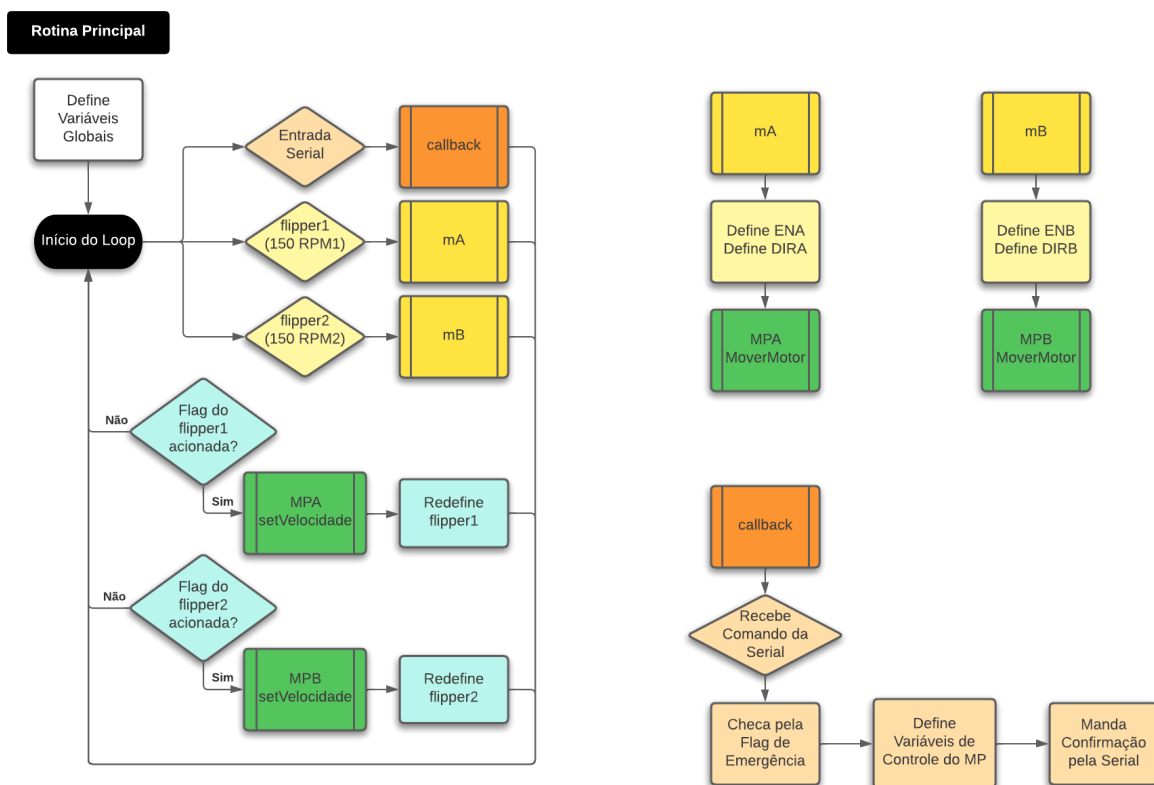 Rotina Principal
Define
Variáveis
Globais
Início do Loop
Entrada
Serial
callback
flipper1
(150 RPM1)
mA
flipper2
(150 RPM2)
mB
Flag do
flipper1
acionada?
Não
Sim
MPA
setVelocidade
Redefine
flipper1
Flag do
flipper2
acionada?
Não
Sim
MPB
setVelocidade
Redefine
flipper2
mA
Define ENA
Define DIRA
MPA
MoverMotor
mB
Define ENB
Define DIRB
MPB
MoverMotor
callback
Recebe
Comando da
Serial
Checa pela
Flag de
Emergência
Define
Variáveis de
Controle do MP
Manda
Confirmação
pela Serial